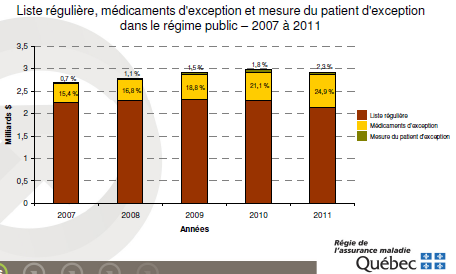 Liste régulière, médicaments d'exception et mesure du patient d'exception
dans le régime public – 2007 à 2011
Milliards $
3,5
3
2,5
2
1,5
1
0,5
0
0,7 %
15,4 %
1,1 %
16,8 %
1,5 %
18,8 %
1,8 %
21,1 %
2,3 %
24,9 %
2007
2008
2009
2010
2011
Années
Liste régulière
Médicaments d'exception
Mesure du patient d'exception
Régie de
l'assurance maladie
Québec